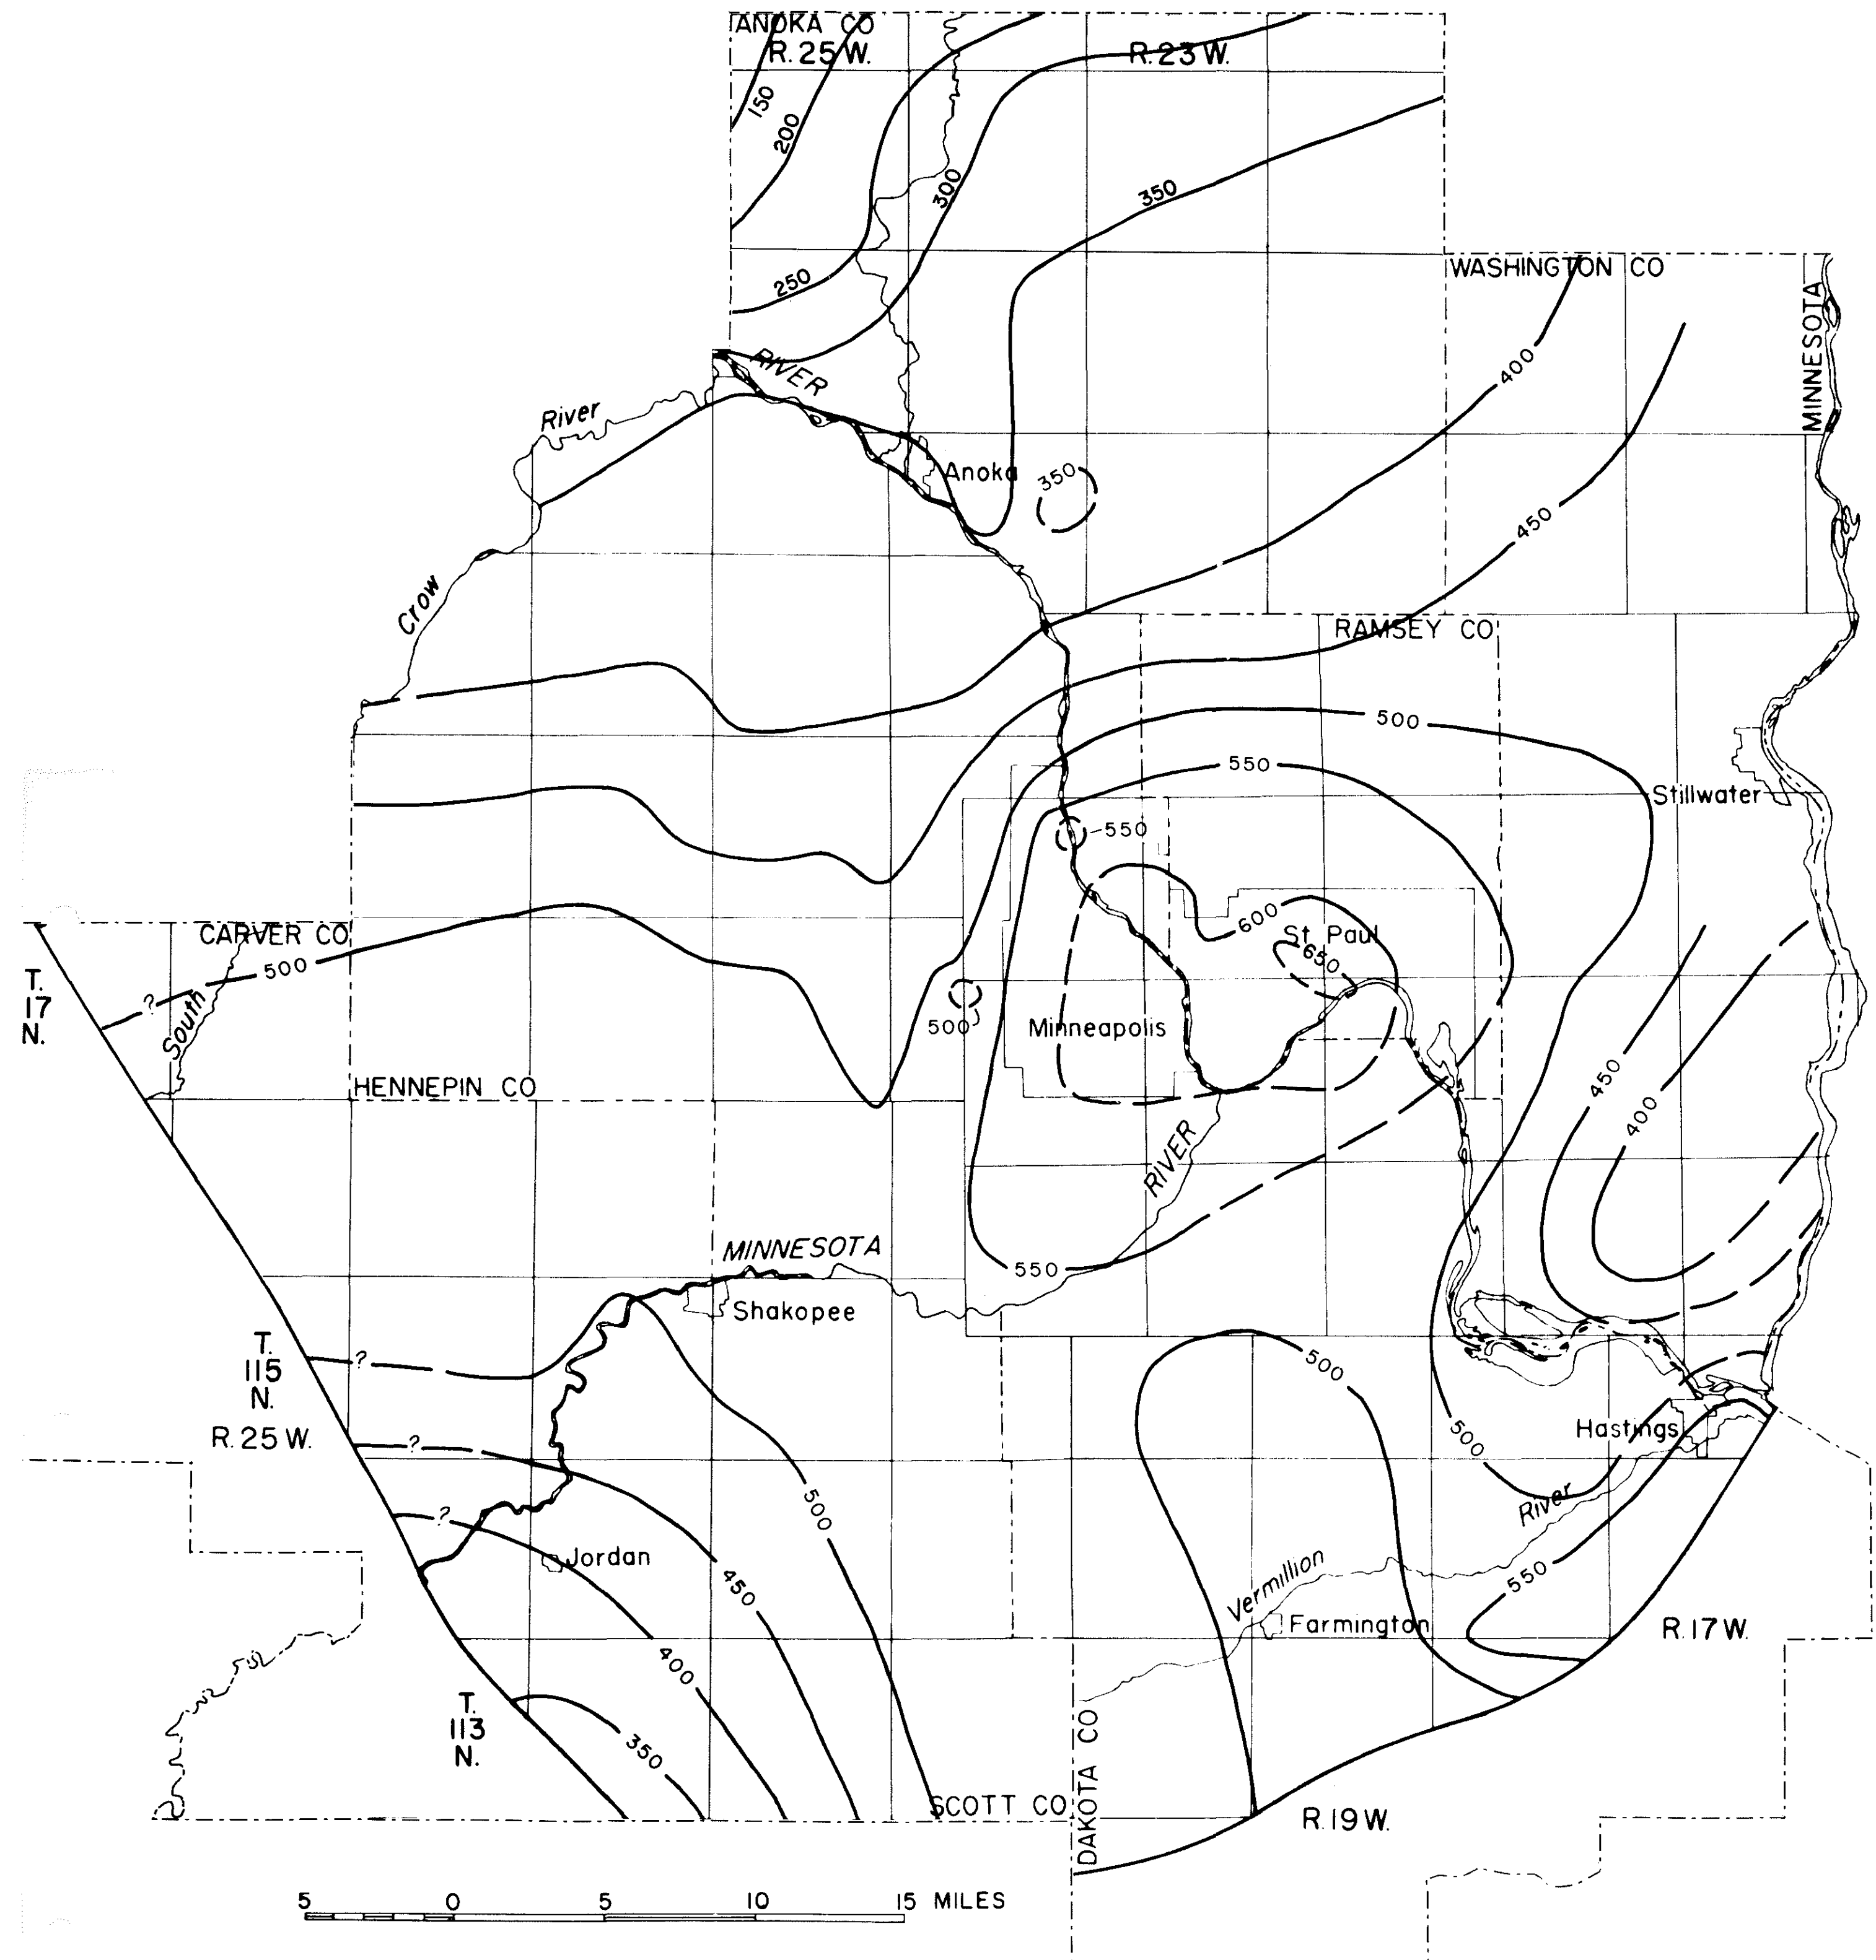 ANOKA CO
R. 25 W.
R. 23 W.
150
200
300
350
250
WASHINGTON CO
MINNESOTA
RIVER
400
River
Anoka
350
450
Crow
RAMSEY CO
500
550
Stillwater
550
CARVER CO
600
St. Paul
650
500
?
T.
17
N.
South
500
Minneapolis
HENNEPIN CO
450
400
RIVER
MINNESOTA
550
Shakopee
T.
115
N.
?
500
R. 25 W.
?
500
Hastings
500
River
?
Jordan
450
Vermillion
550
Farmington
R. 17 W.
400
T.
113
N.
350
SCOTT CO
DAKOTA CO
R. 19 W.
5 0 5 10 15 MILES